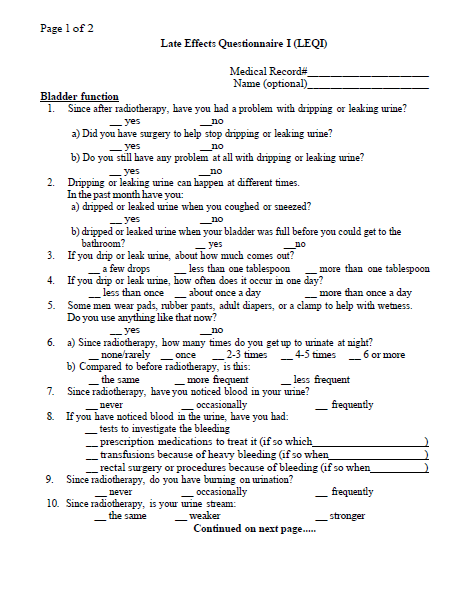 Page 1 of 2
Late Effects Questionnaire I (LEQI)
Medical Record#_______________________
Name (optional)_______________________
Bladder function
1. Since after radiotherapy, have you had a problem with dripping or leaking urine?
__ yes __no
a) Did you have surgery to help stop dripping or leaking urine?
__ yes __no
b) Do you still have any problem at all with dripping or leaking urine?
__ yes __no
2. Dripping or leaking urine can happen at different times.
In the past month have you:
a) dripped or leaked urine when you coughed or sneezed?
__ yes __no
b) dripped or leaked urine when your bladder was full before you could get to the
bathroom? __ yes __no
3. If you drip or leak urine, about how much comes out?
__ a few drops __ less than one tablespoon __ more than one tablespoon
4. If you drip or leak urine, how often does it occur in one day?
__ less than once __ about once a day __ more than once a day
5. Some men wear pads, rubber pants, adult diapers, or a clamp to help with wetness.
Do you use anything like that now?
__ yes __no
6. a) Since radiotherapy, how many times do you get up to urinate at night?
__ none/rarely __ once __ 2-3 times __ 4-5 times __ 6 or more
b) Compared to before radiotherapy, is this:
__ the same __ more frequent __ less frequent
7. Since radiotherapy, have you noticed blood in your urine?
__ never __ occasionally __ frequently
8. If you have noticed blood in the urine, have you had:
__ tests to investigate the bleeding
__ prescription medications to treat it (if so which______________________)
__ transfusions because of heavy bleeding (if so when___________________)
__ rectal surgery or procedures because of bleeding (if so when___________)
9. Since radiotherapy, do you have burning on urination?
__ never __ occasionally __ frequently
10. Since radiotherapy, is your urine stream:
__ the same __ weaker __ stronger
Continued on next page.....